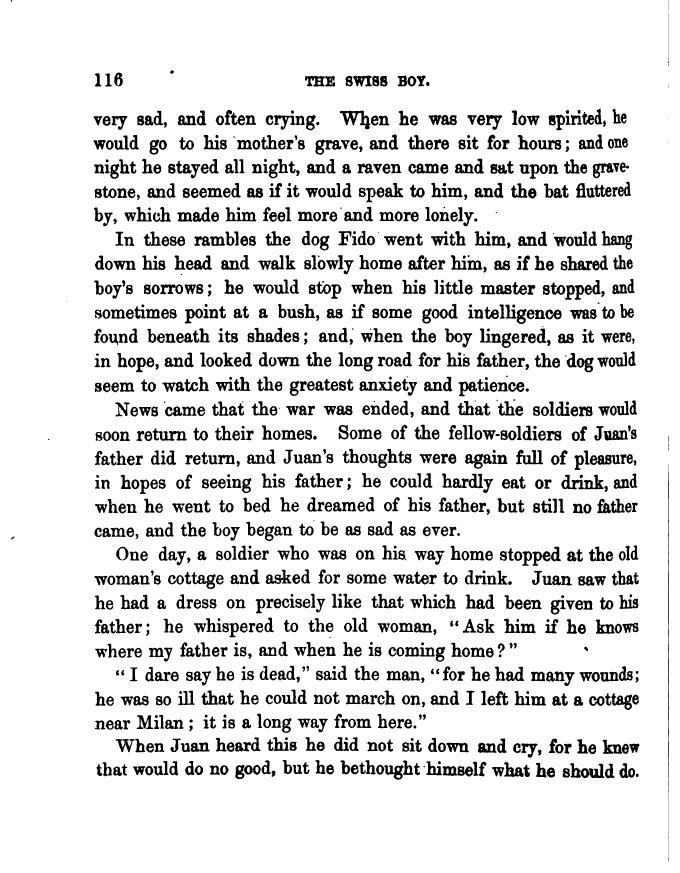 116 THE SWISS BOY.
very sad, and often crying. When he was very low spirited, he
would go to his mother's grave, and there sit for hours; and one
night he stayed all night, and a raven came and sat upon the grave-
stone, and seemed as if it would speak to him, and the bat fluttered
by, which made him feel more and more lonely.
In these rambles the dog Fido went with him, and would hang
down his head and walk slowly home after him, as if he shared the
boy's sorrows; he would stop when his little master stopped, and
sometimes point at a bush, as if some good intelligence was to be
found beneath its shades; and, when the boy lingered, as it were,
in hope, and looked down the long road for his father, the dog would
seem to watch with the greatest anxiety and patience.
News came that the war was ended, and that the soldiers would
soon return to their homes. Some of the fellow-soldiers of Juan's
father did return, and Juan's thoughts were again full of pleasure,
in hopes of seeing his father; he could hardly eat or drink, and
when he went to bed he dreamed of his father, but still no father
came, and the boy began to be as sad as ever.
One day, a soldier who was on his way home stopped at the old
woman's cottage and asked for some water to drink. Juan saw that
he had a dress on precisely like that which had been given to his
father; he whispered to the old woman, "Ask him if he knows
where my father is, and when he is coming home?"
"I dare say he is dead," said the man, "for he had many wounds;
he was so ill that he could not march on, and I left him at a cottage
near Milan; it is a long way from here."
When Juan heard this he did not sit down and cry, for he knew
that would do no good, but he bethought himself what he should do.